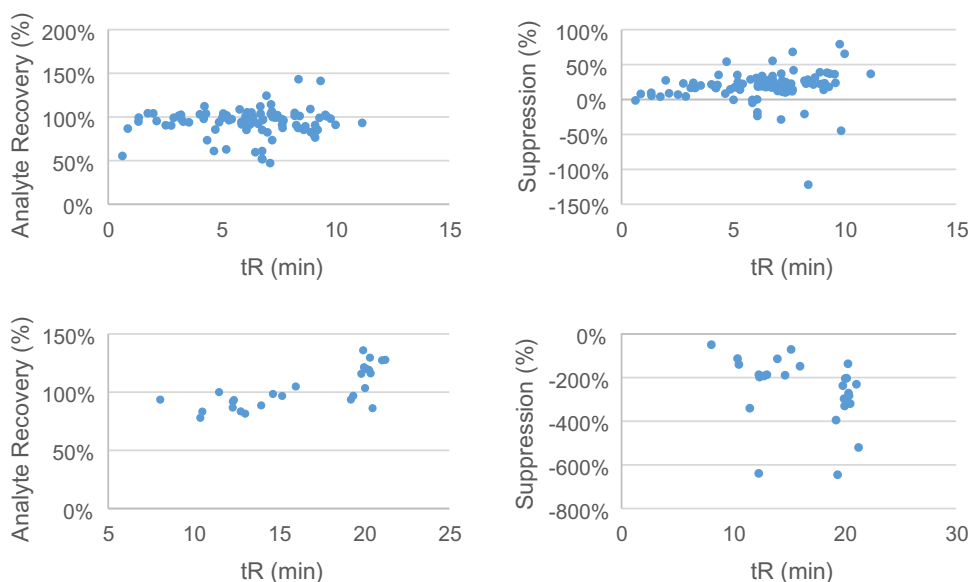 Analyte Recovery (%)
200%
150%
100%
50%
0%
0 5 10 15
tR (min)
Suppression (%)
100%
50%
0%
-50%
-100%
-150%
0 5 10 15
tR (min)
Analyte Recovery (%)
150%
100%
50%
0%
5 10 15 20 25
tR (min)
Suppression (%)
0%
-200%
-400%
-600%
-800%
0 10 20 30
tR (min)